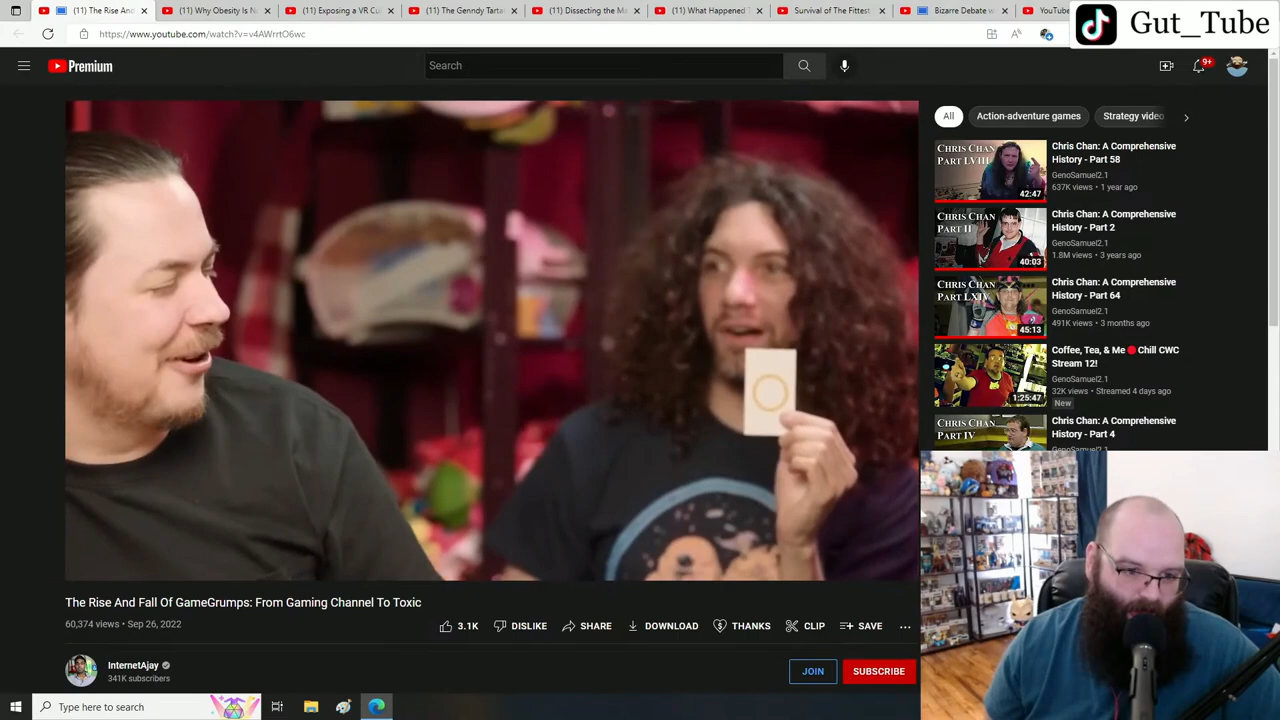 (11) The Rise And
(11) Why Obesity Is N
(11) Exposing a VR Cu
(11) The Genndy Tartal
(11) Dissecting the Ma
(11) What Happened T
Survival of The Fittest
Bizarre Debate w
YouTube
Gut_Tube
https://www.youtube.com/watch?v=v4AWrrtO6wc
Premium
Search
9+
All
Action-adventure games
Strategy video
CHRIS CHAN
PART LVIII
42:47
Chris Chan: A Comprehensive
History - Part 58
GenoSamuel2.1
637K views • 1 year ago
CHRIS CHAN
PART II
40:03
Chris Chan: A Comprehensive
History - Part 2
GenoSamuel2.1
1.8M views • 3 years ago
CHRIS CHAN
PART LXIV
45:13
Chris Chan: A Comprehensive
History - Part 64
GenoSamuel2.1
491K views • 3 months ago
1:25:47
Coffee, Tea, & Me 🔴 Chill CWC
Stream 12!
GenoSamuel2.1
32K views • Streamed 4 days ago
New
CHRIS CHAN
PART IV
Chris Chan: A Comprehensive
History - Part 4
The Rise And Fall Of GameGrumps: From Gaming Channel To Toxic
60,374 views • Sep 26, 2022
3.1K
DISLIKE
SHARE
DOWNLOAD
THANKS
CLIP
SAVE
InternetAjay
341K subscribers
JOIN
SUBSCRIBE
Type here to search